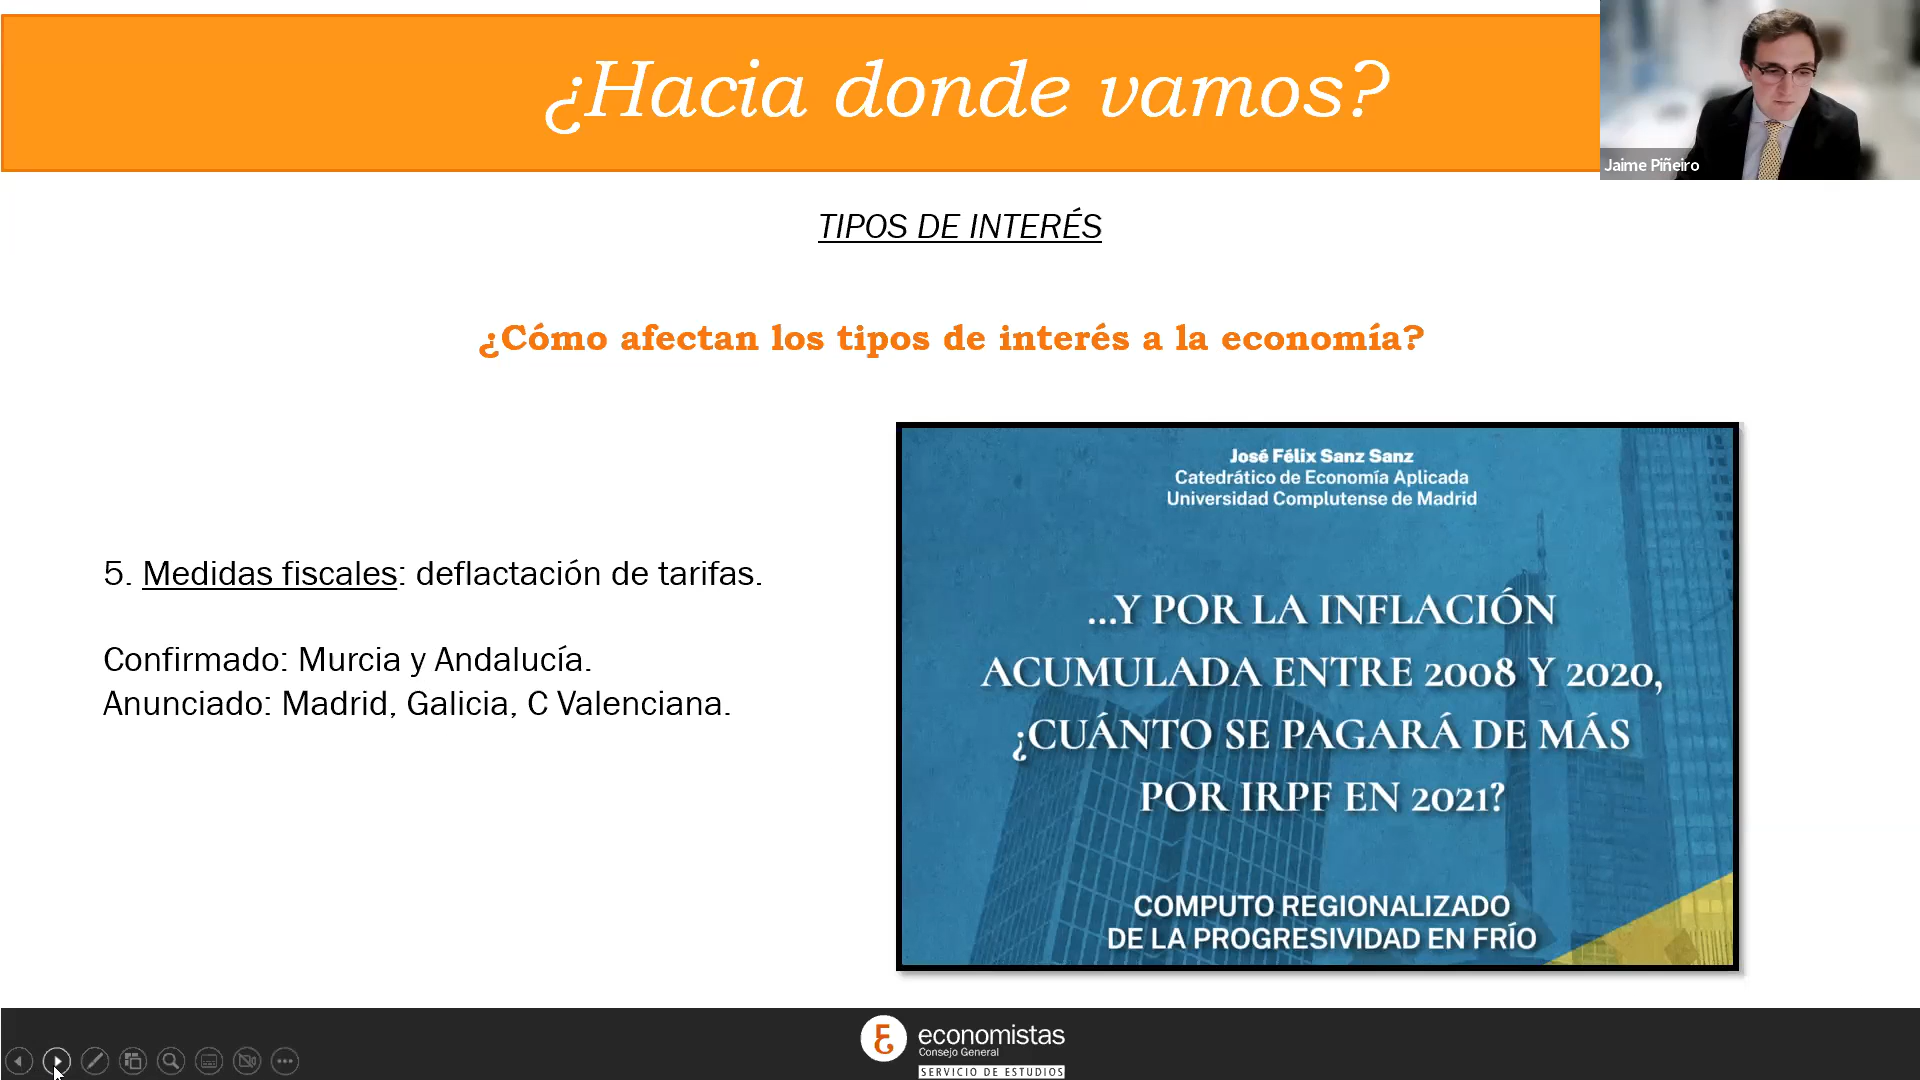 ¿Hacia donde vamos?
Jaime Piñeiro
TIPOS DE INTERÉS
¿Cómo afectan los tipos de interés a la economía?
5. Medidas fiscales: deflactación de tarifas.
Confirmado: Murcia y Andalucía.
Anunciado: Madrid, Galicia, C Valenciana.
José Félix Sanz Sanz
Catedrático de Economía Aplicada
Universidad Complutense de Madrid
...Y POR LA INFLACIÓN
ACUMULADA ENTRE 2008 Y 2020,
¿CUÁNTO SE PAGARÁ DE MÁS
POR IRPF EN 2021?
COMPUTO REGIONALIZADO
DE LA PROGRESIVIDAD EN FRÍO
economistas
Consejo General
SERVICIO DE ESTUDIOS